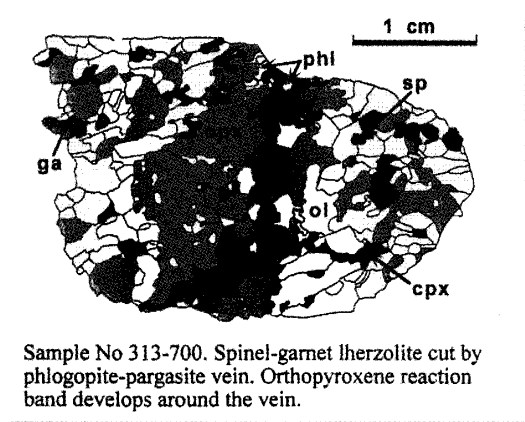 1 cm
phl
sp
ga
ol
cpx
Sample No 313-700. Spinel-garnet lherzolite cut by
phlogopite-pargasite vein. Orthopyroxene reaction
band develops around the vein.